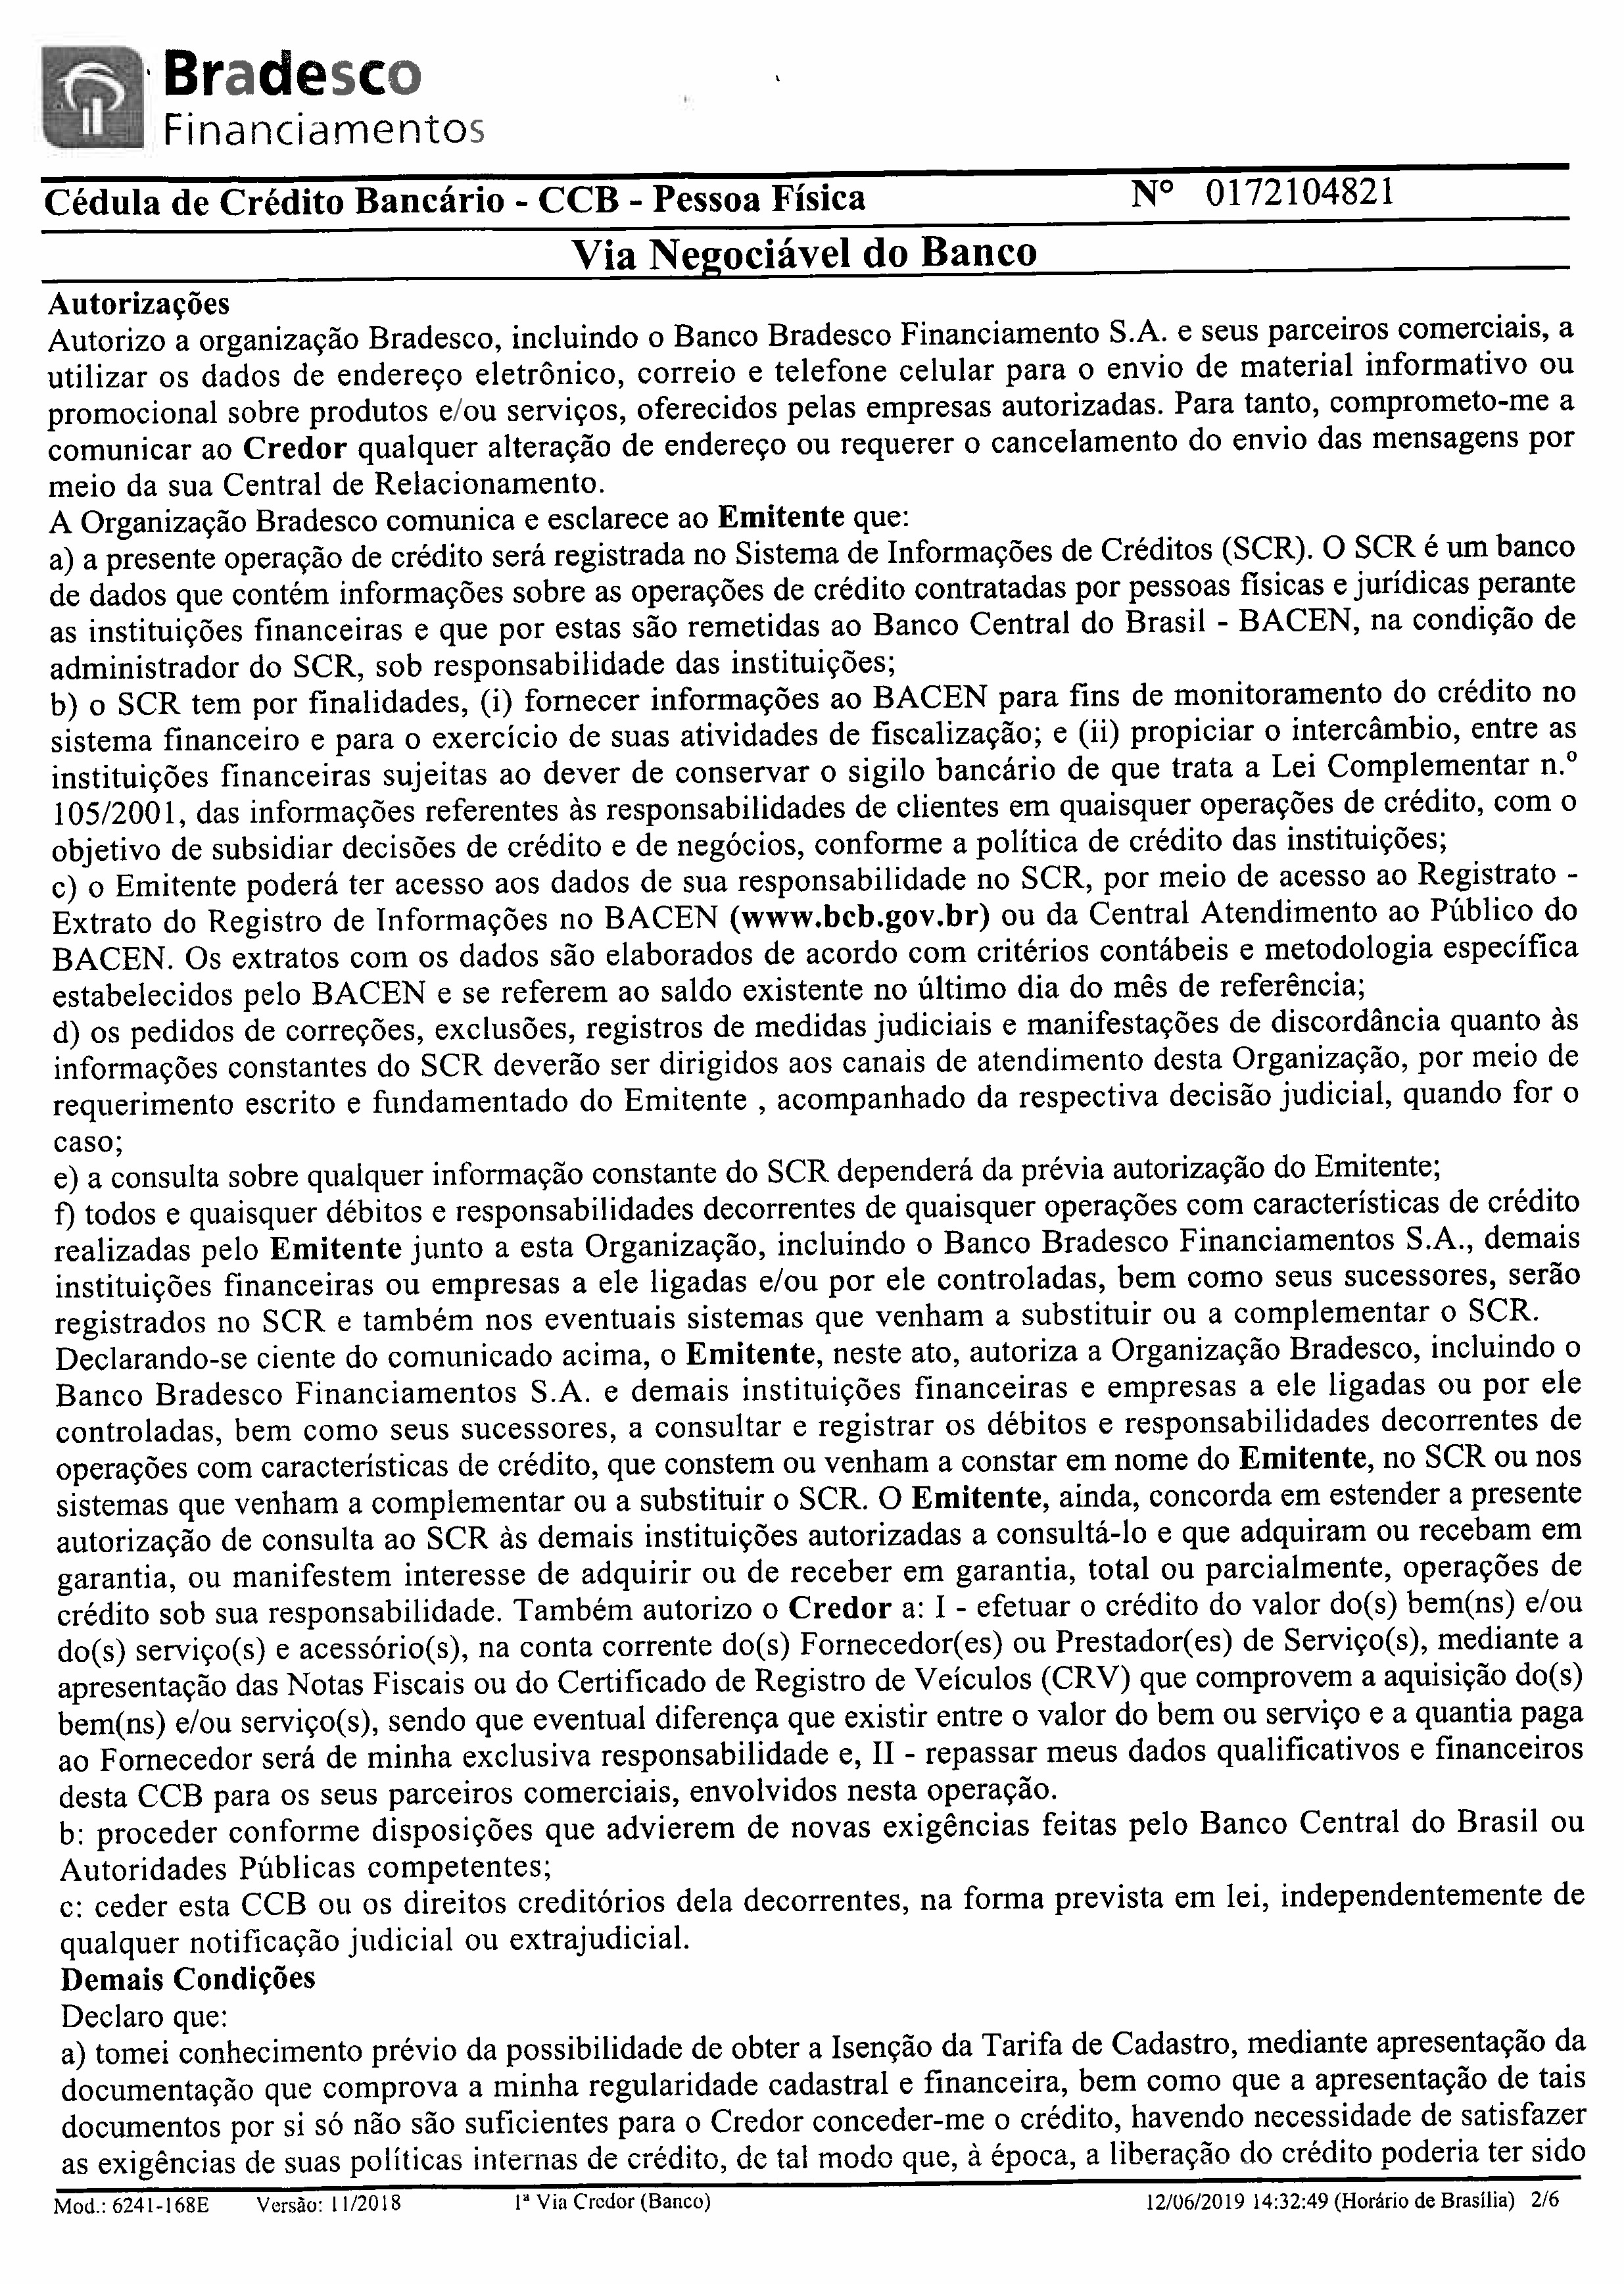 Bradesco
Financiamentos
Cédula de Crédito Bancário - CCB - Pessoa Física Nº 0172104821
Via Negociável do Banco
Autorizações
Autorizo a organização Bradesco, incluindo o Banco Bradesco Financiamento S.A. e seus parceiros comerciais, a
utilizar os dados de endereço eletrônico, correio e telefone celular para o envio de material informativo ou
promocional sobre produtos e/ou serviços, oferecidos pelas empresas autorizadas. Para tanto, comprometo-me a
comunicar ao Credor qualquer alteração de endereço ou requerer o cancelamento do envio das mensagens por
meio da sua Central de Relacionamento.
A Organização Bradesco comunica e esclarece ao Emitente que:
a) a presente operação de crédito será registrada no Sistema de Informações de Créditos (SCR). O SCR é um banco
de dados que contém informações sobre as operações de crédito contratadas por pessoas físicas e jurídicas perante
as instituições financeiras e que por estas são remetidas ao Banco Central do Brasil - BACEN, na condição de
administrador do SCR, sob responsabilidade das instituições;
b) o SCR tem por finalidades, (i) fornecer informações ao BACEN para fins de monitoramento do crédito no
sistema financeiro e para o exercício de suas atividades de fiscalização; e (ii) propiciar o intercâmbio, entre as
instituições financeiras sujeitas ao dever de conservar o sigilo bancário de que trata a Lei Complementar n.º
105/2001, das informações referentes às responsabilidades de clientes em quaisquer operações de crédito, com o
objetivo de subsidiar decisões de crédito e de negócios, conforme a política de crédito das instituições;
c) o Emitente poderá ter acesso aos dados de sua responsabilidade no SCR, por meio de acesso ao Registrato -
Extrato do Registro de Informações no BACEN (www.bcb.gov.br) ou da Central Atendimento ao Público do
BACEN. Os extratos com os dados são elaborados de acordo com critérios contábeis e metodologia específica
estabelecidos pelo BACEN e se referem ao saldo existente no último dia do mês de referência;
d) os pedidos de correções, exclusões, registros de medidas judiciais e manifestações de discordância quanto às
informações constantes do SCR deverão ser dirigidos aos canais de atendimento desta Organização, por meio de
requerimento escrito e fundamentado do Emitente , acompanhado da respectiva decisão judicial, quando for o
caso;
e) a consulta sobre qualquer informação constante do SCR dependerá da prévia autorização do Emitente;
f) todos e quaisquer débitos e responsabilidades decorrentes de quaisquer operações com características de crédito
realizadas pelo Emitente junto a esta Organização, incluindo o Banco Bradesco Financiamentos S.A., demais
instituições financeiras ou empresas a ele ligadas e/ou por ele controladas, bem como seus sucessores, serão
registrados no SCR e também nos eventuais sistemas que venham a substituir ou a complementar o SCR.
Declarando-se ciente do comunicado acima, o Emitente, neste ato, autoriza a Organização Bradesco, incluindo o
Banco Bradesco Financiamentos S.A. e demais instituições financeiras e empresas a ele ligadas ou por ele
controladas, bem como seus sucessores, a consultar e registrar os débitos e responsabilidades decorrentes de
operações com características de crédito, que constem ou venham a constar em nome do Emitente, no SCR ou nos
sistemas que venham a complementar ou a substituir o SCR. O Emitente, ainda, concorda em estender a presente
autorização de consulta ao SCR às demais instituições autorizadas a consultá-lo e que adquiram ou recebam em
garantia, ou manifestem interesse de adquirir ou de receber em garantia, total ou parcialmente, operações de
crédito sob sua responsabilidade. Também autorizo o Credor a: I - efetuar o crédito do valor do(s) bem(ns) e/ou
do(s) serviço(s) e acessório(s), na conta corrente do(s) Fornecedor(es) ou Prestador(es) de Serviço(s), mediante a
apresentação das Notas Fiscais ou do Certificado de Registro de Veículos (CRV) que comprovem a aquisição do(s)
bem(ns) e/ou serviço(s), sendo que eventual diferença que existir entre o valor do bem ou serviço e a quantia paga
ao Fornecedor será de minha exclusiva responsabilidade e, II - repassar meus dados qualificativos e financeiros
desta CCB para os seus parceiros comerciais, envolvidos nesta operação.
b: proceder conforme disposições que advierem de novas exigências feitas pelo Banco Central do Brasil ou
Autoridades Públicas competentes;
c: ceder esta CCB ou os direitos creditórios dela decorrentes, na forma prevista em lei, independentemente de
qualquer notificação judicial ou extrajudicial.
Demais Condições
Declaro que:
a) tomei conhecimento prévio da possibilidade de obter a Isenção da Tarifa de Cadastro, mediante apresentação da
documentação que comprova a minha regularidade cadastral e financeira, bem como que a apresentação de tais
documentos por si só não são suficientes para o Credor conceder-me o crédito, havendo necessidade de satisfazer
as exigências de suas políticas internas de crédito, de tal modo que, à época, a liberação do crédito poderia ter sido
Mod.: 6241-168E Versão: 11/2018 1ª Via Credor (Banco) 12/06/2019 14:32:49 (Horário de Brasília) 2/6